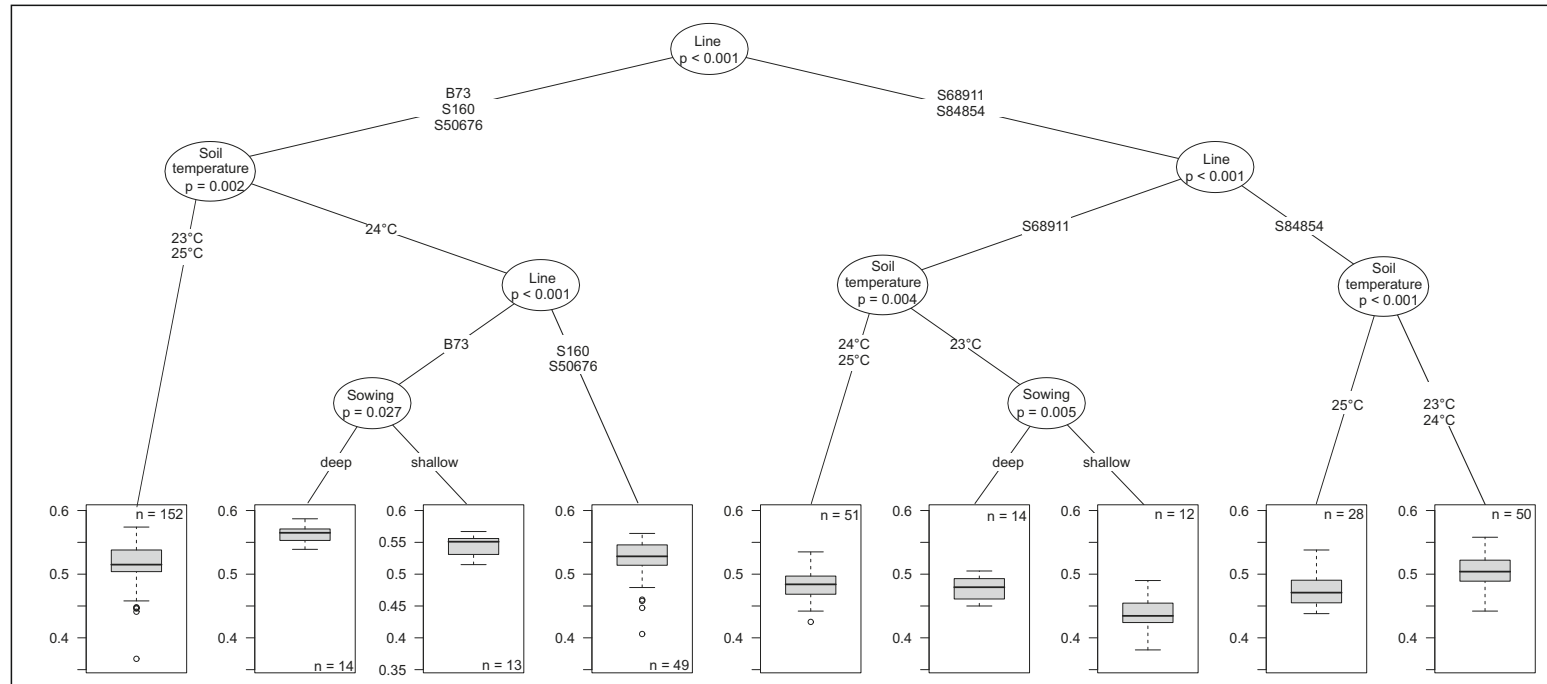 Line
p < 0.001
B73
S160
S50676
S68911
S84854
Soil
temperature
p = 0.002
Line
p < 0.001
23°C
25°C
24°C
S68911
S84854
Line
p < 0.001
Soil
temperature
p = 0.004
Soil
temperature
p < 0.001
B73
S160
S50676
24°C
25°C
23°C
Sowing
p = 0.027
Sowing
p = 0.005
25°C
23°C
24°C
deep
shallow
deep
shallow
0.6
0.5
0.4
n = 152
0.6
0.5
0.4
n = 14
0.6
0.55
0.5
0.45
0.4
0.35
n = 13
0.6
0.5
0.4
n = 49
0.6
0.5
0.4
n = 51
0.6
0.5
0.4
n = 14
0.6
0.5
0.4
n = 12
0.6
0.5
0.4
n = 28
0.6
0.5
0.4
n = 50